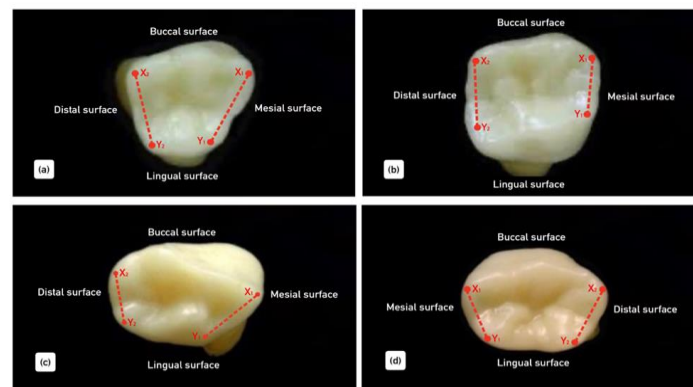 Buccal surface
X₂
X₁
Distal surface
Mesial surface
Y₁
Y₂
(a)
Lingual surface
Buccal surface
X₂
X₁
Distal surface
Mesial surface
Y₁
Y₂
(b)
Lingual surface
Buccal surface
X₂
X₁
Distal surface
Mesial surface
Y₂
Y₁
(c)
Lingual surface
Buccal surface
X₁
X₂
Mesial surface
Distal surface
Y₁
Y₂
(d)
Lingual surface